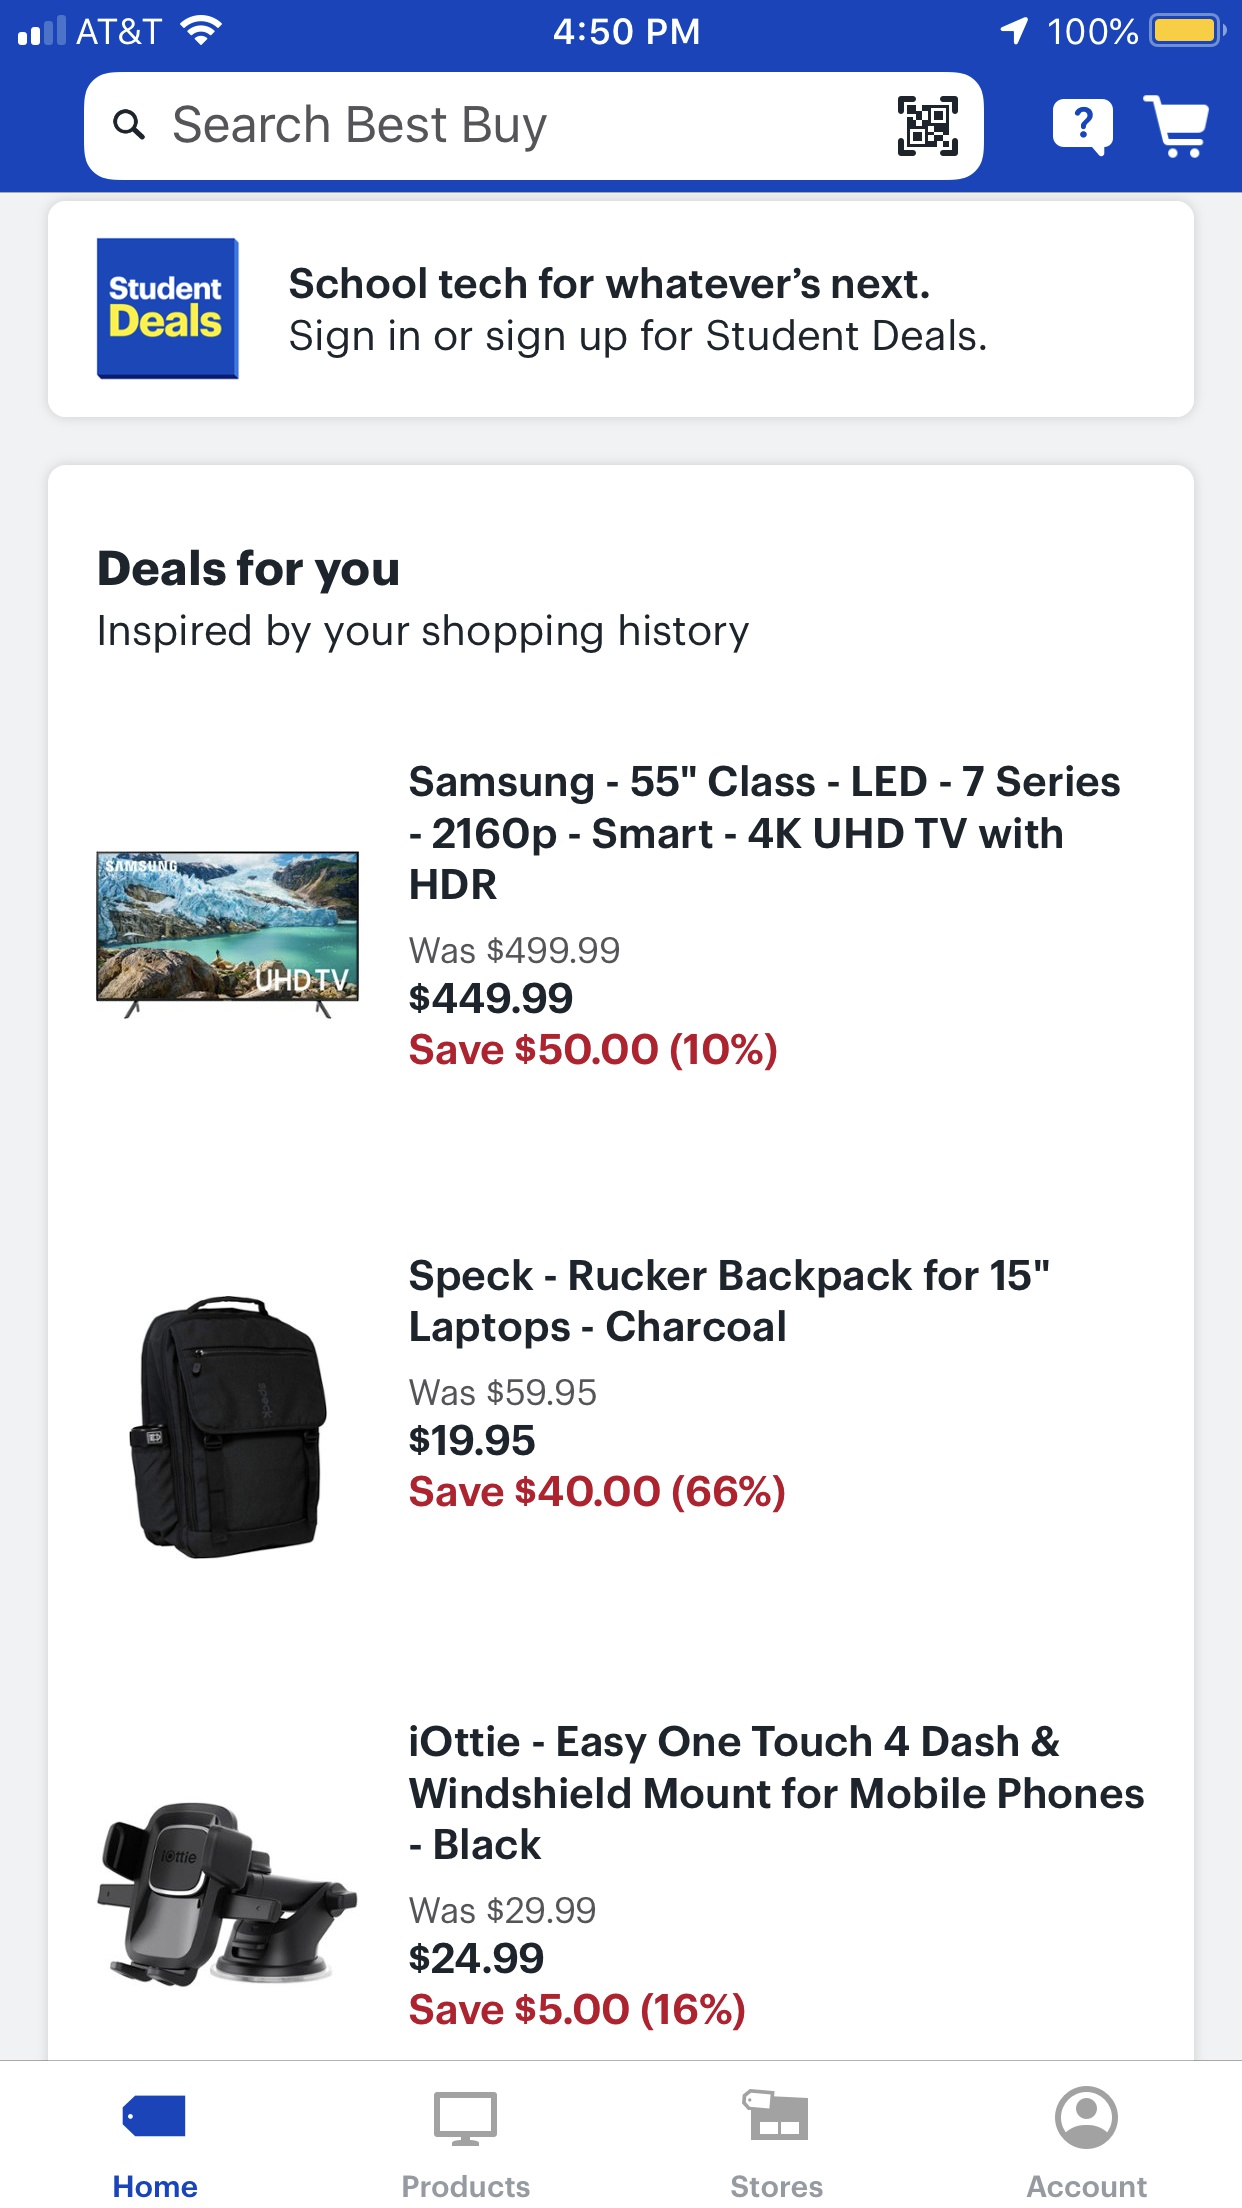 AT&T 4:50 PM 100%
Search Best Buy
?
Student
Deals
School tech for whatever’s next.
Sign in or sign up for Student Deals.
Deals for you
Inspired by your shopping history
SAMSUNG
UHD TV
Samsung - 55" Class - LED - 7 Series
- 2160p - Smart - 4K UHD TV with
HDR
Was $499.99
$449.99
Save $50.00 (10%)
speck
Speck - Rucker Backpack for 15"
Laptops - Charcoal
Was $59.95
$19.95
Save $40.00 (66%)
iOttie
iOttie - Easy One Touch 4 Dash &
Windshield Mount for Mobile Phones
- Black
Was $29.99
$24.99
Save $5.00 (16%)
Home
Products
Stores
Account